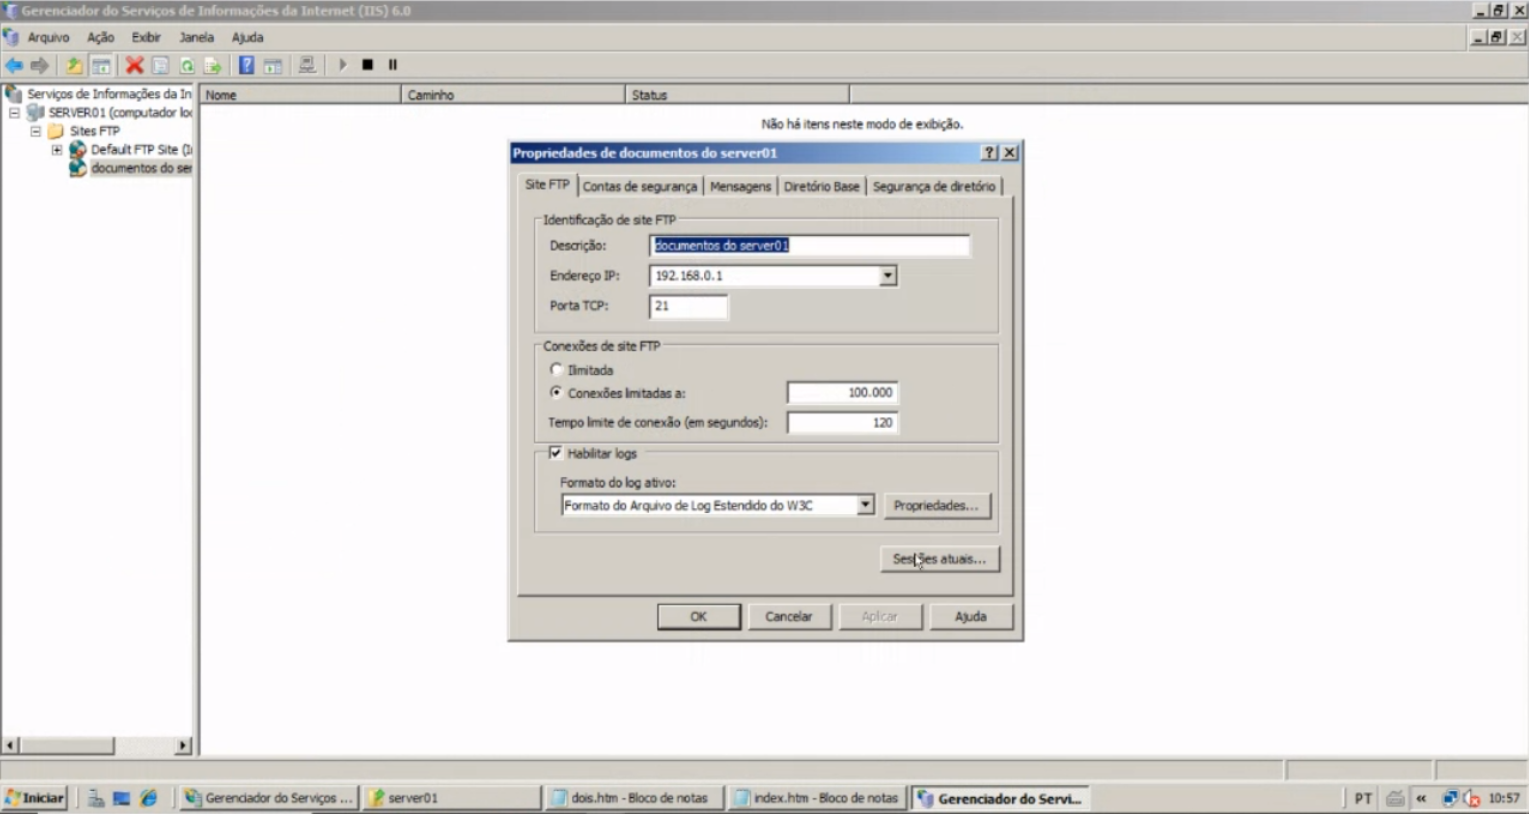 Gerenciador do Serviços de Informações da Internet (IIS) 6.0
Arquivo Ação Exibir Janela Ajuda
Serviços de Informações da In
SERVER01 (computador loc
Sites FTP
Default FTP Site (I
documentos do ser
Nome Caminho Status
Não há itens neste modo de exibição.
Propriedades de documentos do server01
Site FTP Contas de segurança Mensagens Diretório Base Segurança de diretório
Identificação de site FTP
Descrição: documentos do server01
Endereço IP: 192.168.0.1
Porta TCP: 21
Conexões de site FTP
Ilimitada
Conexões limitadas a: 100.000
Tempo limite de conexão (em segundos): 120
Habilitar logs
Formato do log ativo:
Formato do Arquivo de Log Estendido do W3C Propriedades...
Sessões atuais...
OK Cancelar Aplicar Ajuda
Iniciar Gerenciador do Serviços ... server01 dois.htm - Bloco de notas index.htm - Bloco de notas Gerenciador do Servi... PT « 10:57